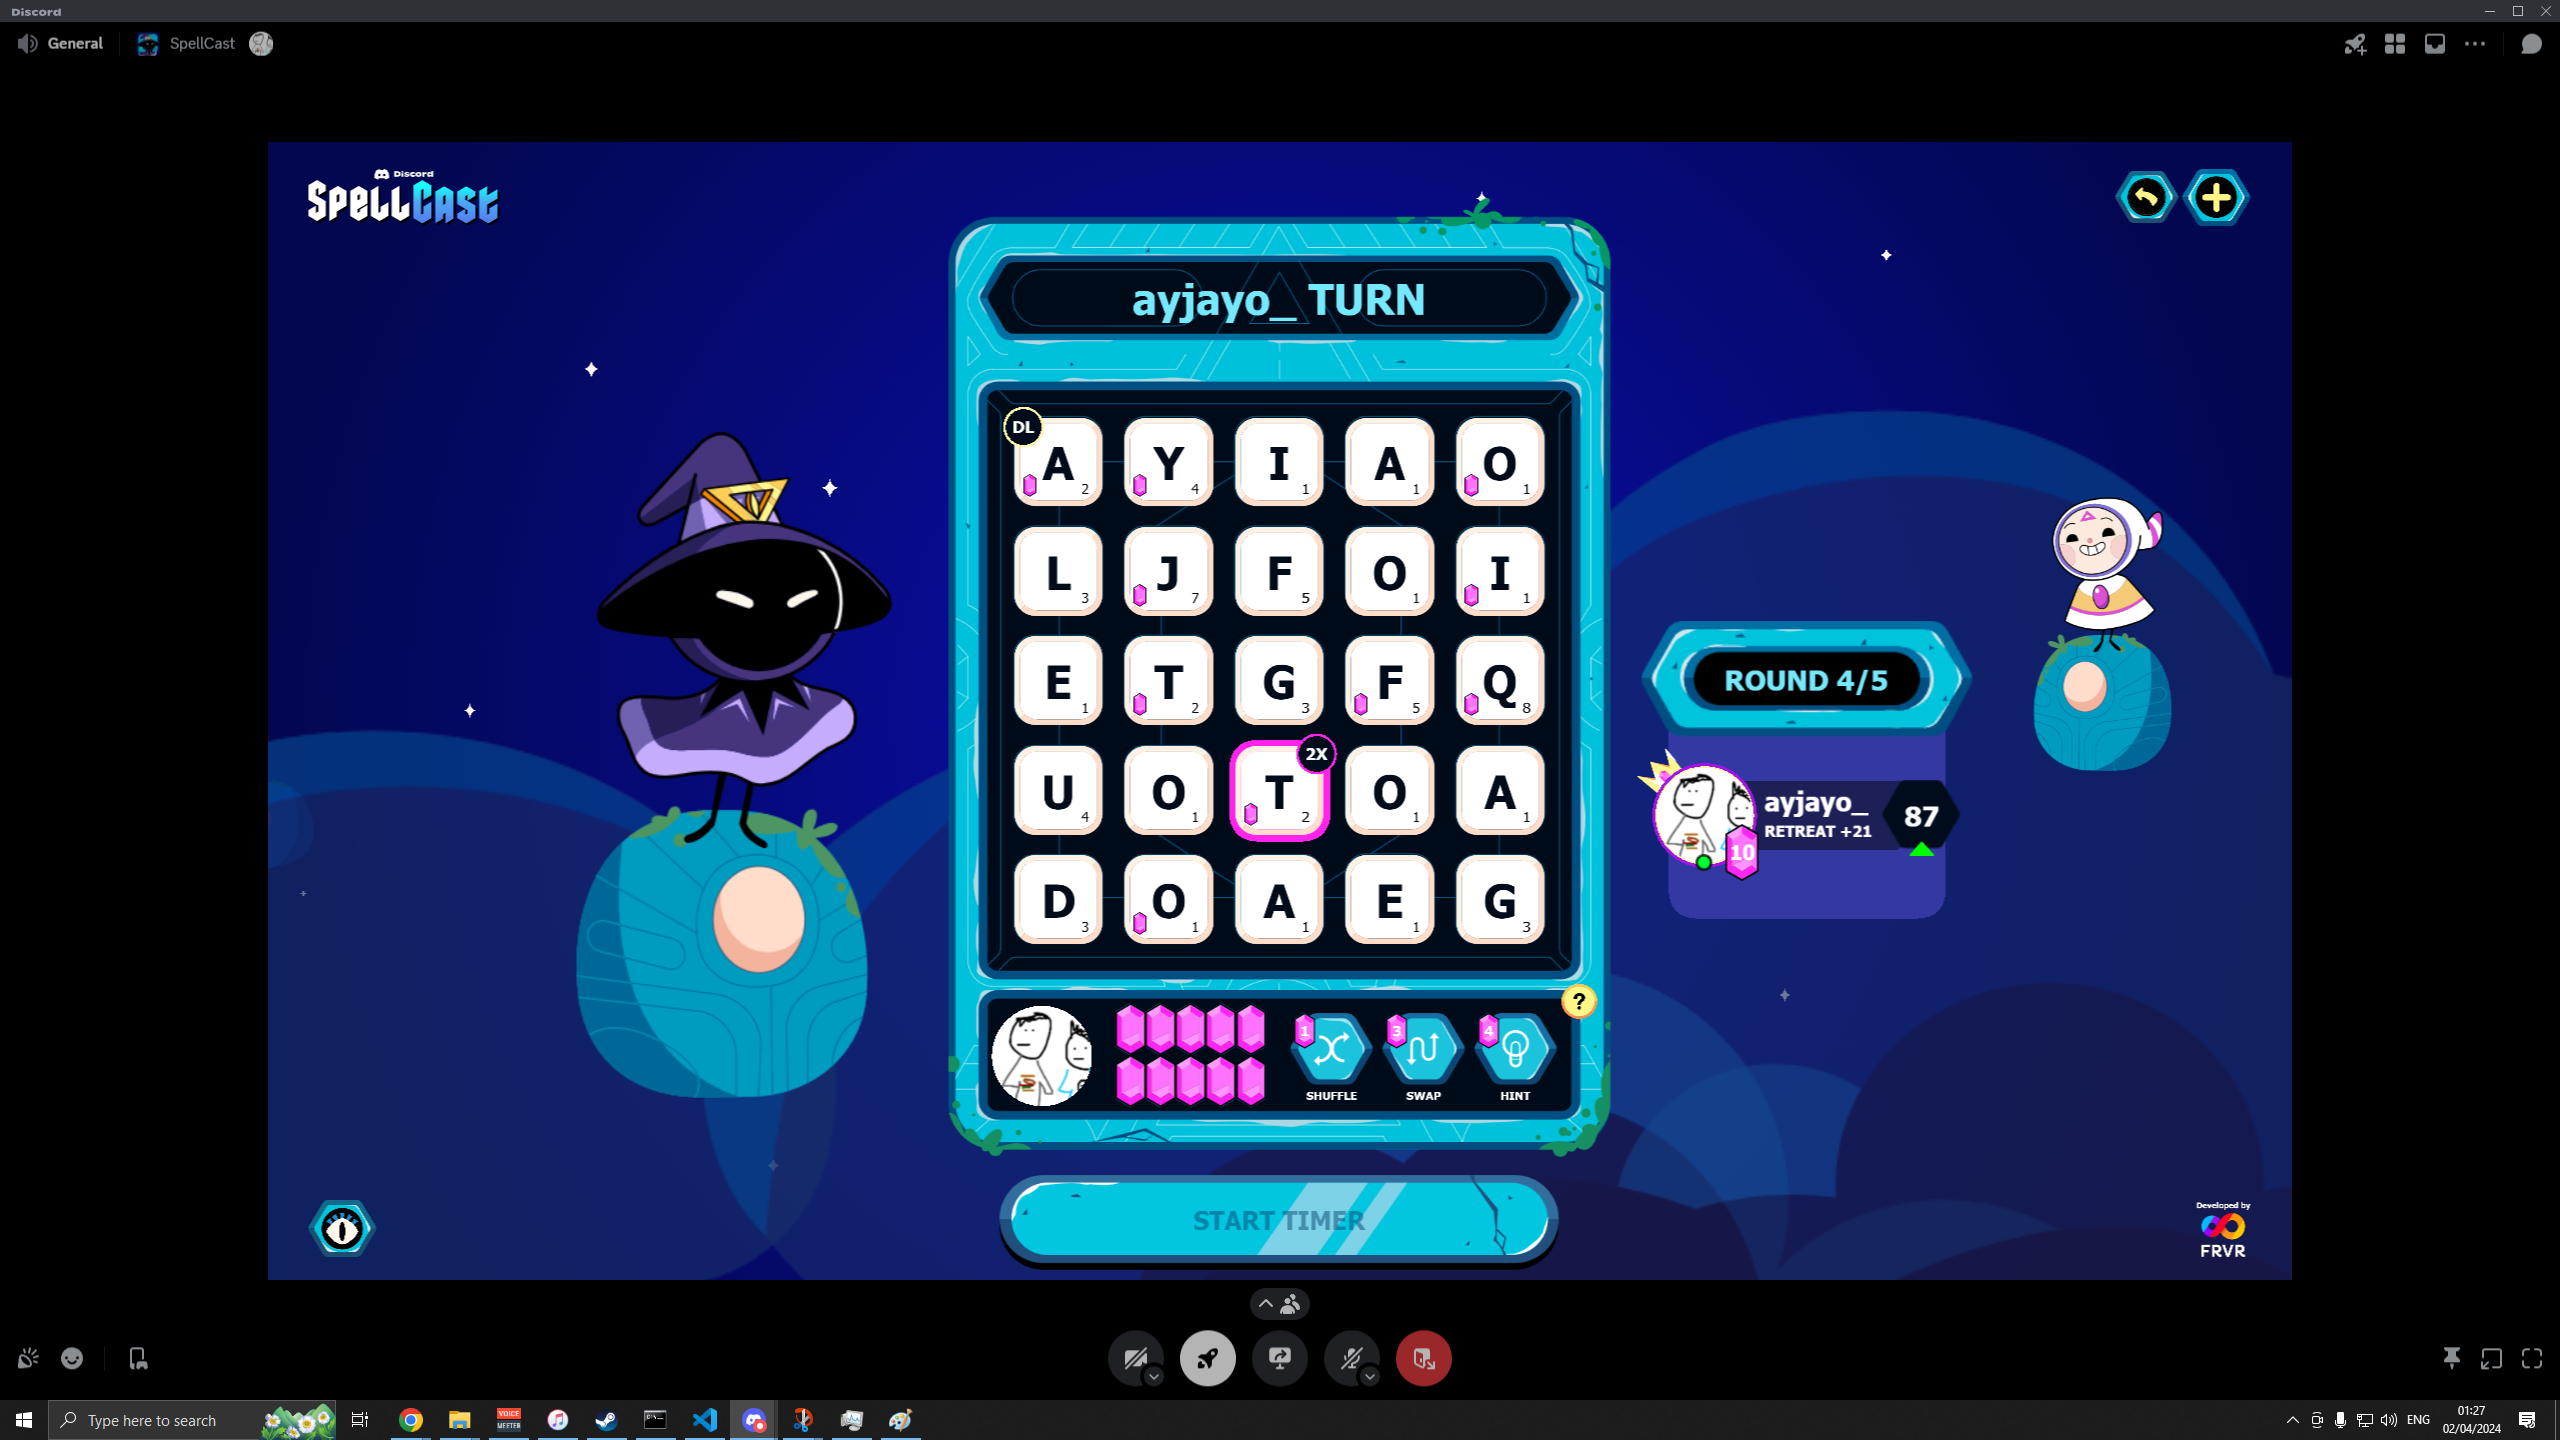 Discord
General SpellCast
Discord
SpellCast
ayjayo_ TURN
DL
A 2 Y 4 I 1 A 1 O 1
L 3 J 7 F 5 O 1 I 1
E 1 T 2 G 3 F 5 Q 8
2X
U 4 O 1 T 2 O 1 A 1
D 3 O 1 A 1 E 1 G 3
ROUND 4/5
ayjayo_
RETREAT +21
10
87
?
1 3 4
SHUFFLE SWAP HINT
START TIMER
Developed by
FRVR
Type here to search
VOICE
MEETER
ENG
01:27
02/04/2024